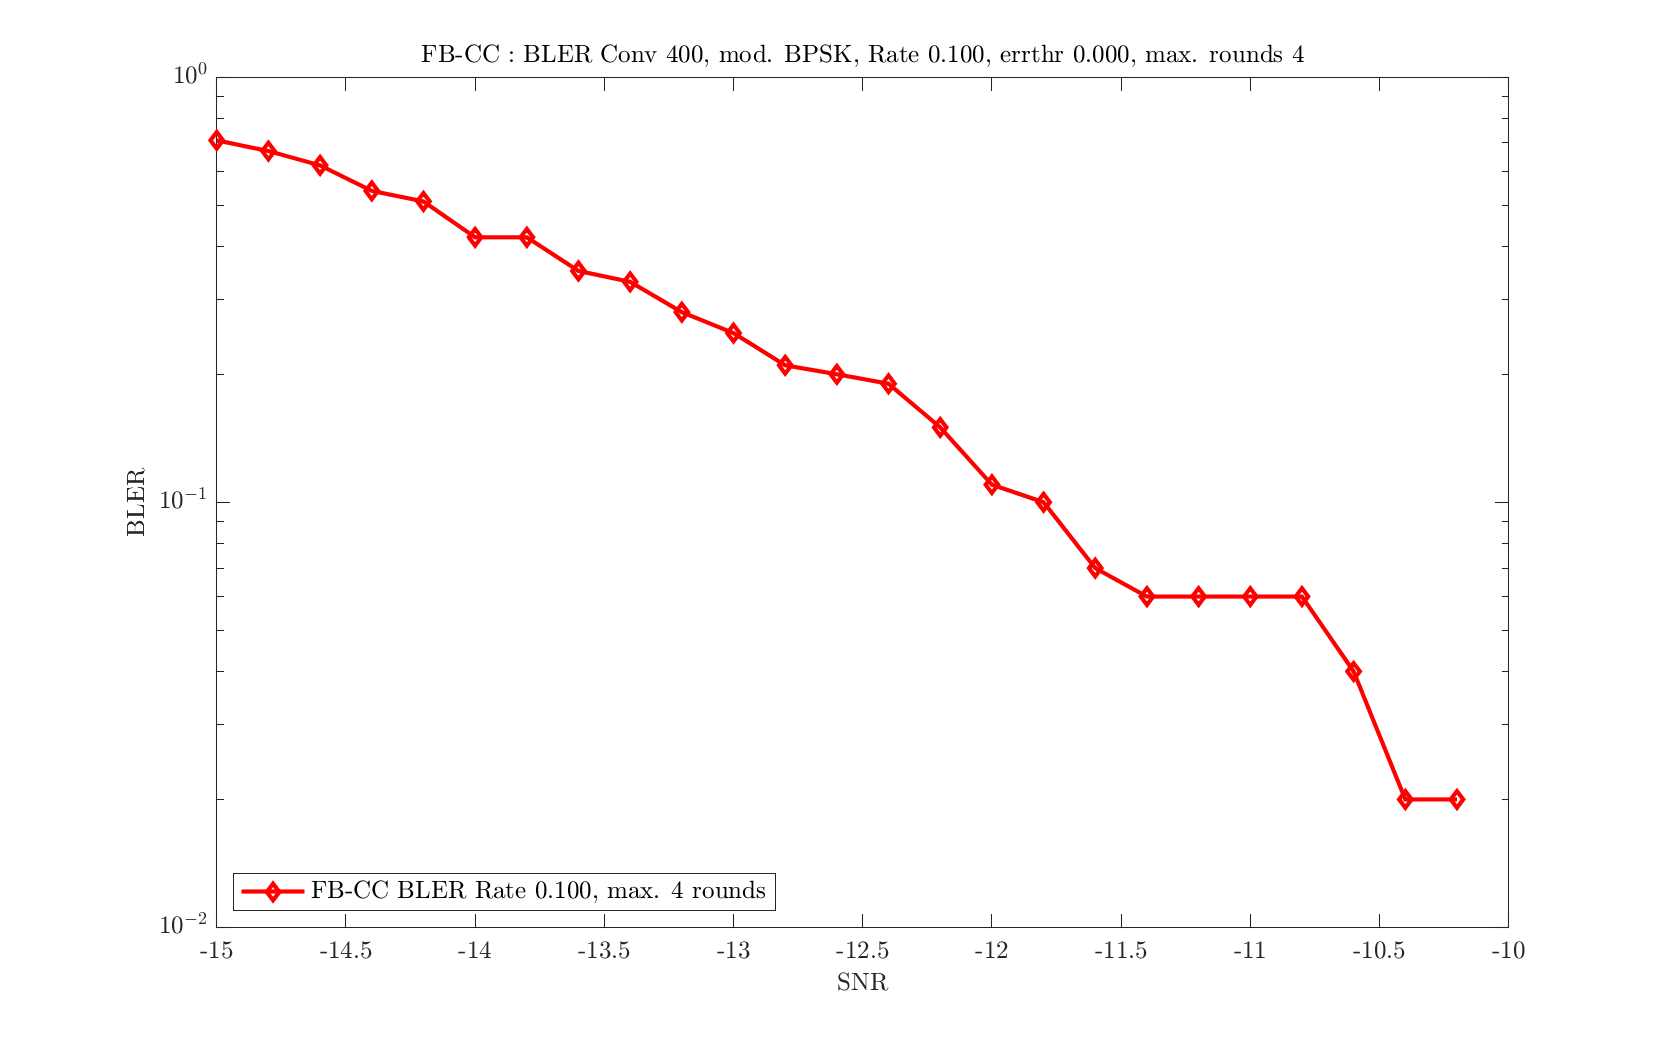 FB-CC : BLER Conv 400, mod. BPSK, Rate 0.100, errthr 0.000, max. rounds 4
10^0
10^-1
10^-2
BLER
FB-CC BLER Rate 0.100, max. 4 rounds
-15 -14.5 -14 -13.5 -13 -12.5 -12 -11.5 -11 -10.5 -10
SNR